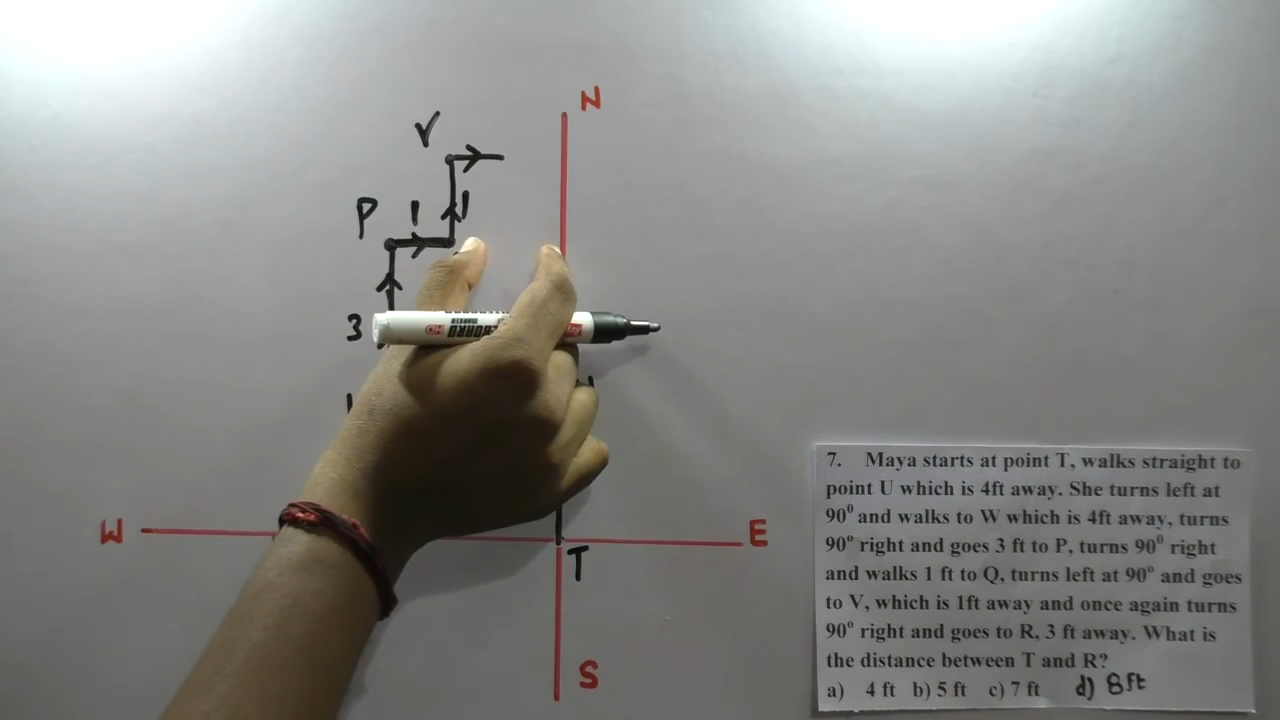 N
V
P 1 1
3
W E
T
S
7. Maya starts at point T, walks straight to
point U which is 4ft away. She turns left at
90⁰ and walks to W which is 4ft away, turns
90° right and goes 3 ft to P, turns 90⁰ right
and walks 1 ft to Q, turns left at 90° and goes
to V, which is 1ft away and once again turns
90⁰ right and goes to R, 3 ft away. What is
the distance between T and R?
a) 4 ft b) 5 ft c) 7 ft d) 8ft